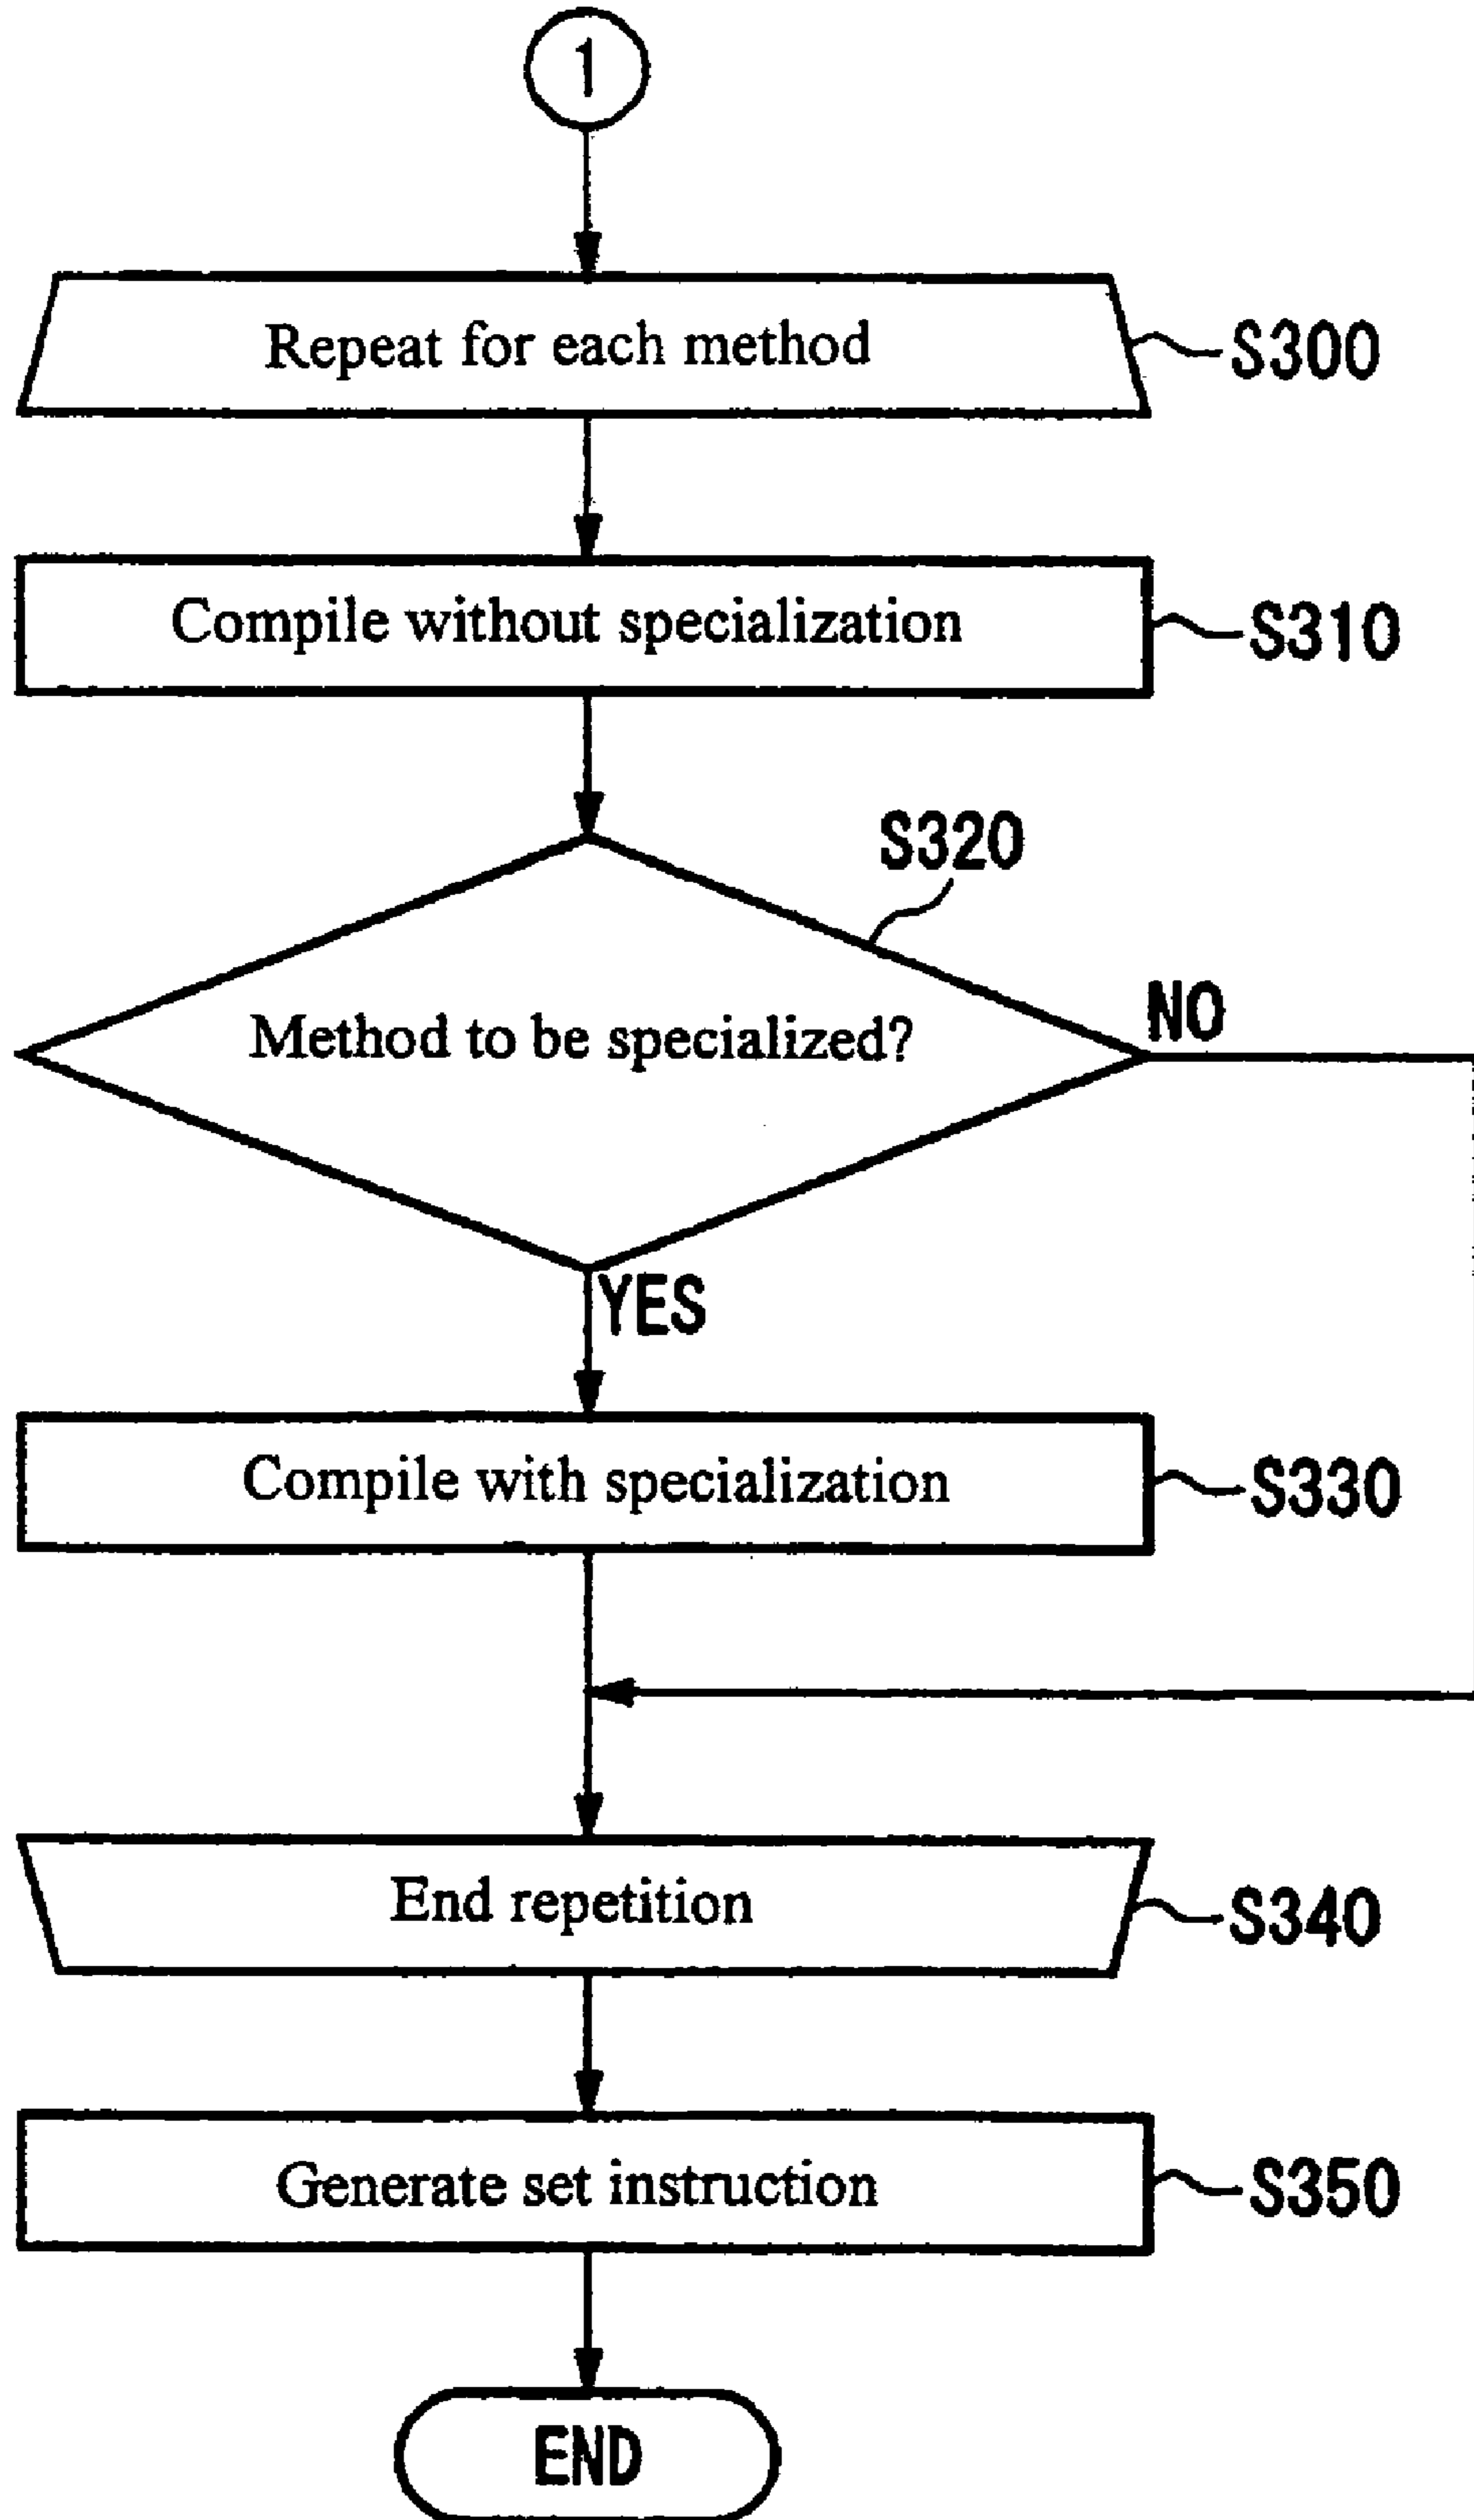 1
Repeat for each method
S300
Compile without specialization
S310
S320
Method to be specialized?
NO
YES
Compile with specialization
S330
End repetition
S340
Generate set instruction
S350
END